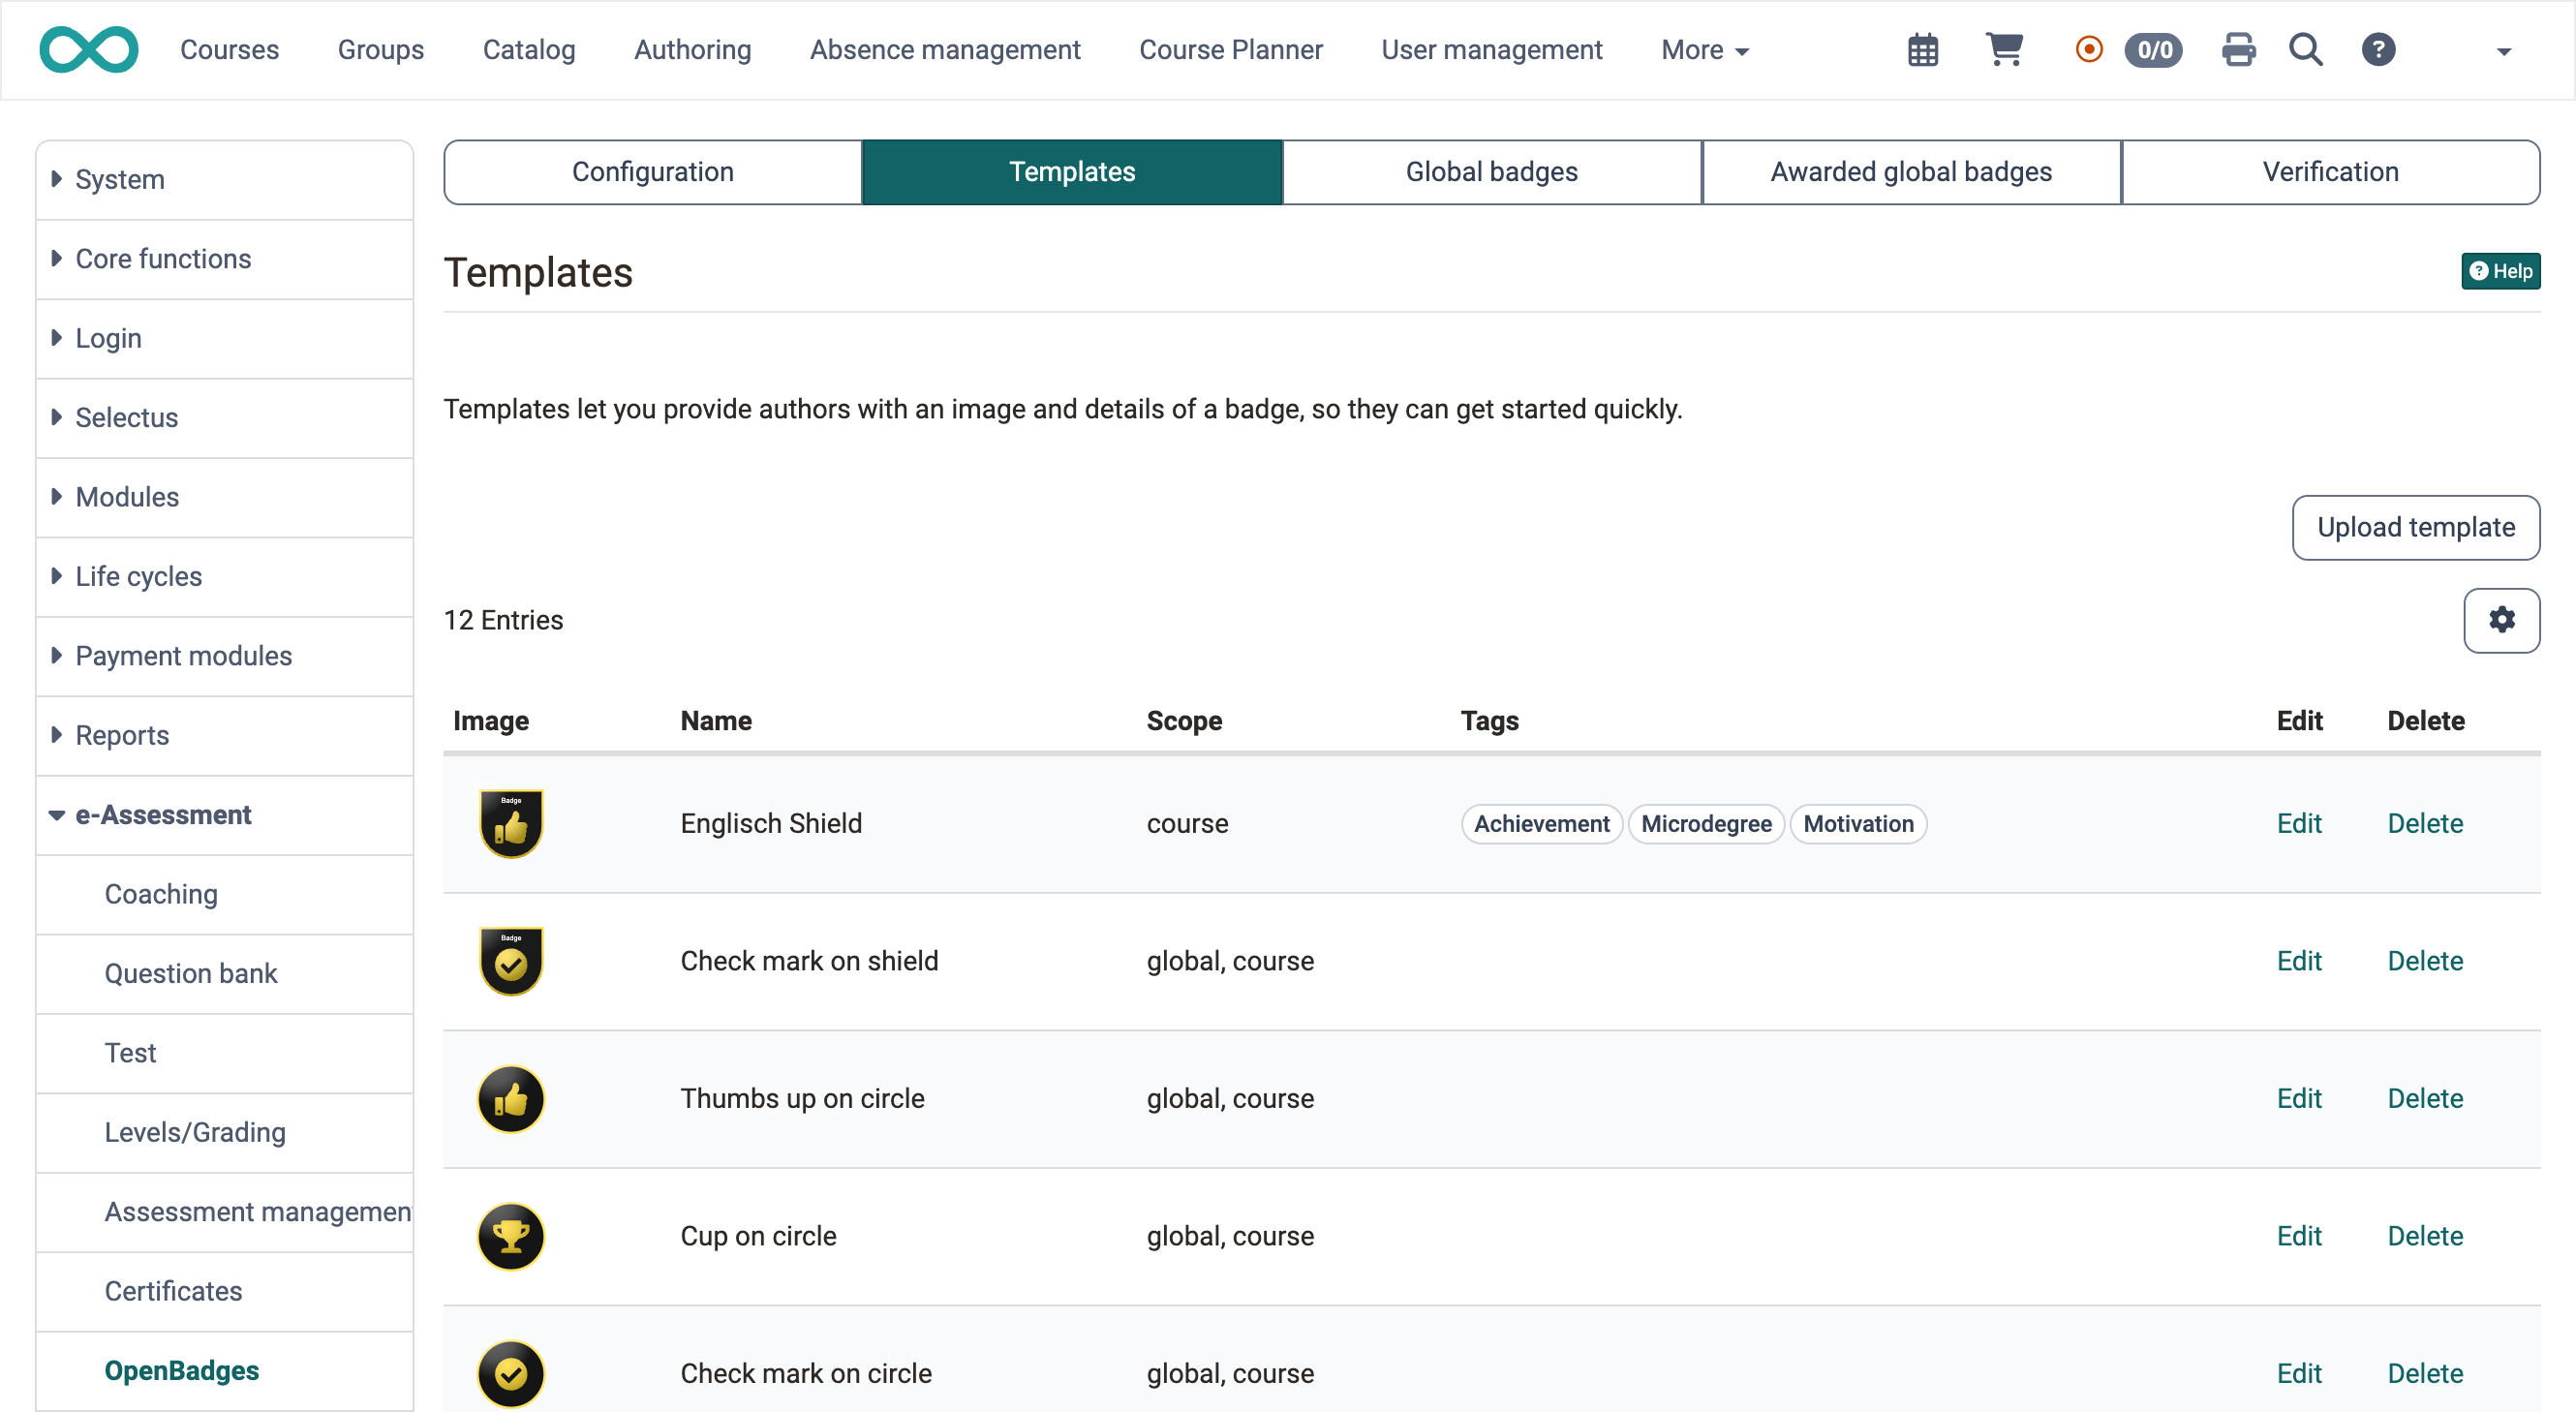 Courses Groups Catalog Authoring Absence management Course Planner User management More 0/0
System
Core functions
Login
Selectus
Modules
Life cycles
Payment modules
Reports
e-Assessment
Coaching
Question bank
Test
Levels/Grading
Assessment managemen
Certificates
OpenBadges
Configuration Templates Global badges Awarded global badges Verification
Templates
Help
Templates let you provide authors with an image and details of a badge, so they can get started quickly.
Upload template
12 Entries
Image Name Scope Tags Edit Delete
Badge Englisch Shield course Achievement Microdegree Motivation Edit Delete
Badge Check mark on shield global, course Edit Delete
Thumbs up on circle global, course Edit Delete
Cup on circle global, course Edit Delete
Check mark on circle global, course Edit Delete